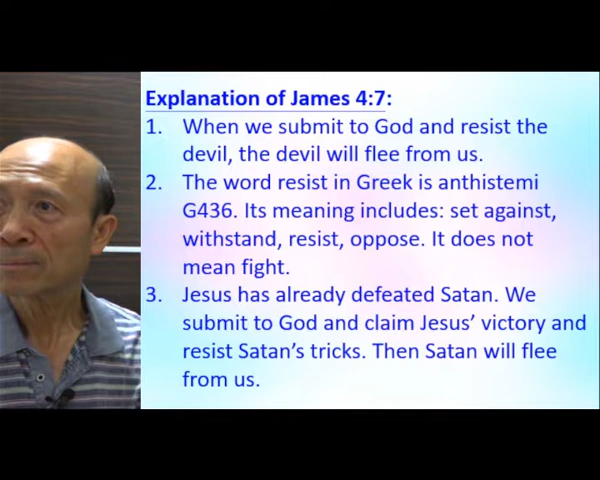 Explanation of James 4:7:
1. When we submit to God and resist the
devil, the devil will flee from us.
2. The word resist in Greek is anthistemi
G436. Its meaning includes: set against,
withstand, resist, oppose. It does not
mean fight.
3. Jesus has already defeated Satan. We
submit to God and claim Jesus’ victory and
resist Satan’s tricks. Then Satan will flee
from us.